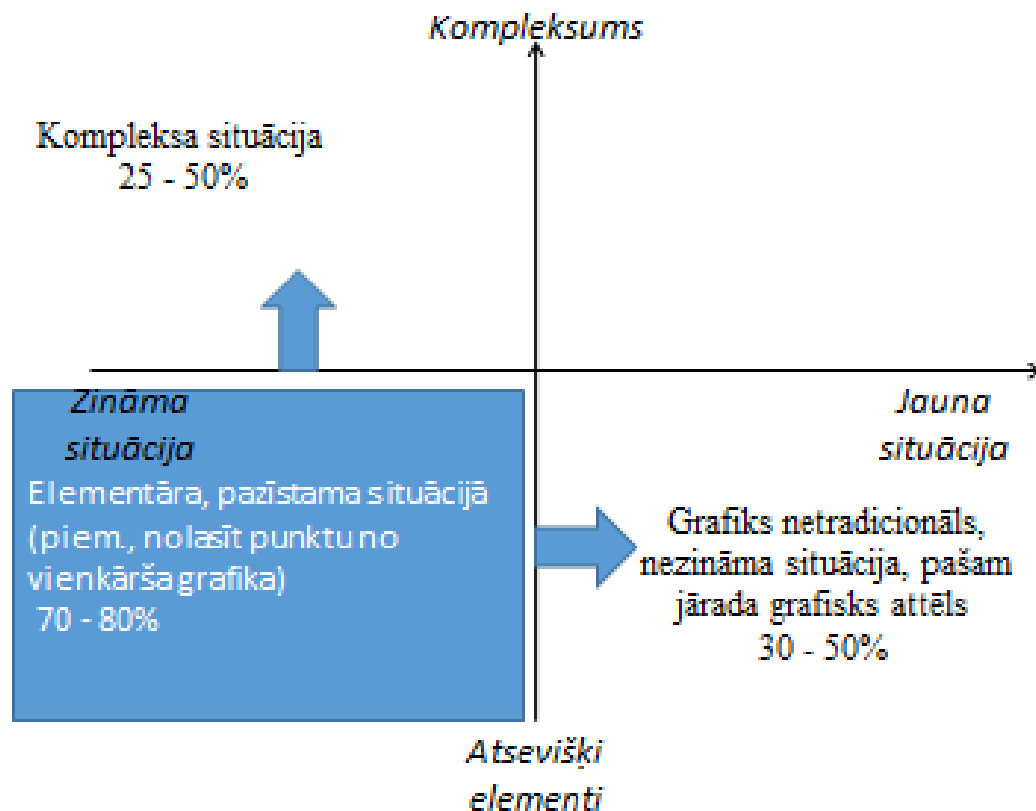 Kompleksums
Kompleksa situācija
25 - 50%
Zināma
situācija
Jauna
situācija
Elementāra, pazīstama situācijā
(piem., nolasīt punktu no
vienkārša grafika)
70 - 80%
Grafiks netradicionāls,
nezināma situācija, pašam
jārada grafisks attēls
30 - 50%
Atsevišķi
elementi